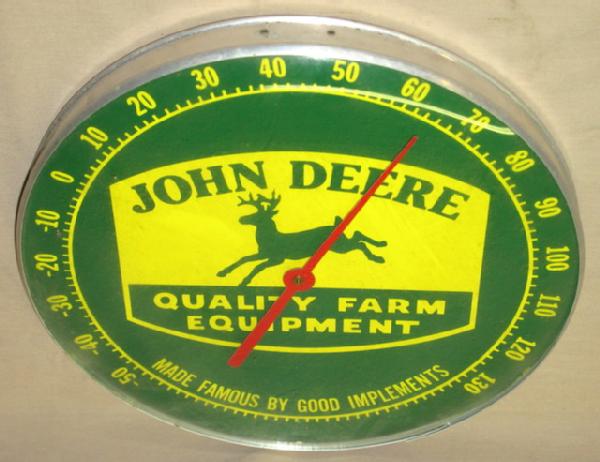 -50 -40 -30 -20 -10 0 10 20 30 40 50 60 70 80 90 100 110 120 130
JOHN DEERE
QUALITY FARM
EQUIPMENT
MADE FAMOUS BY GOOD IMPLEMENTS